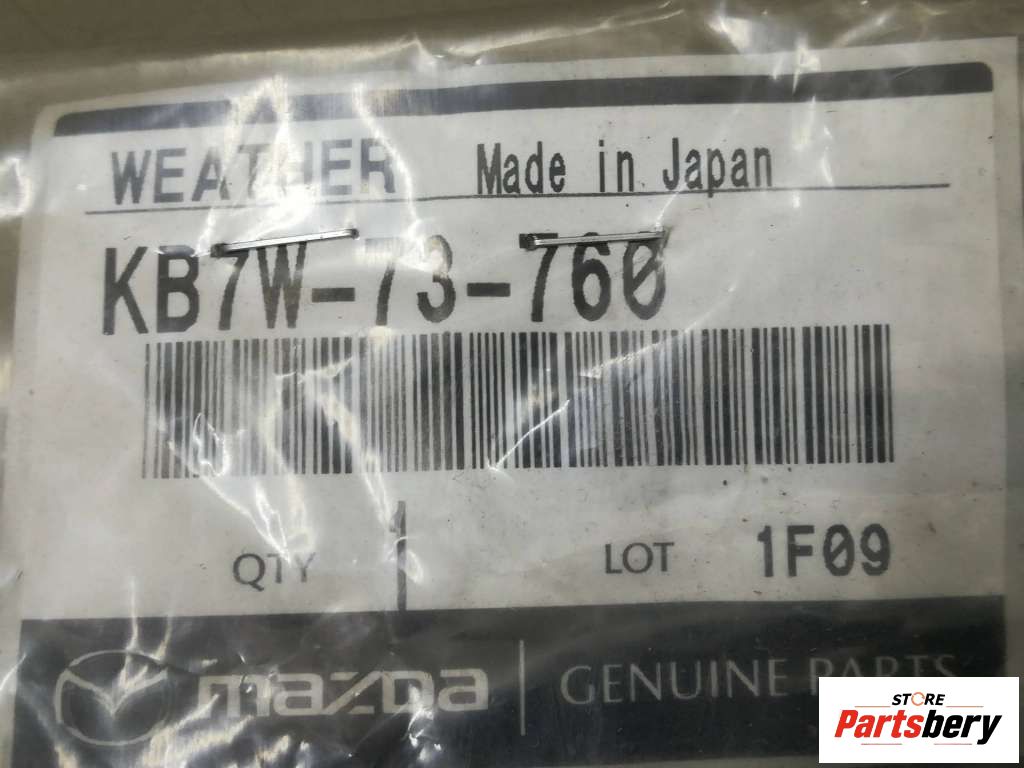 WEATHER Made in Japan
KB7W-73-760
QTY 1 LOT 1F09
mazda GENUINE PARTS
STORE
Partsbery